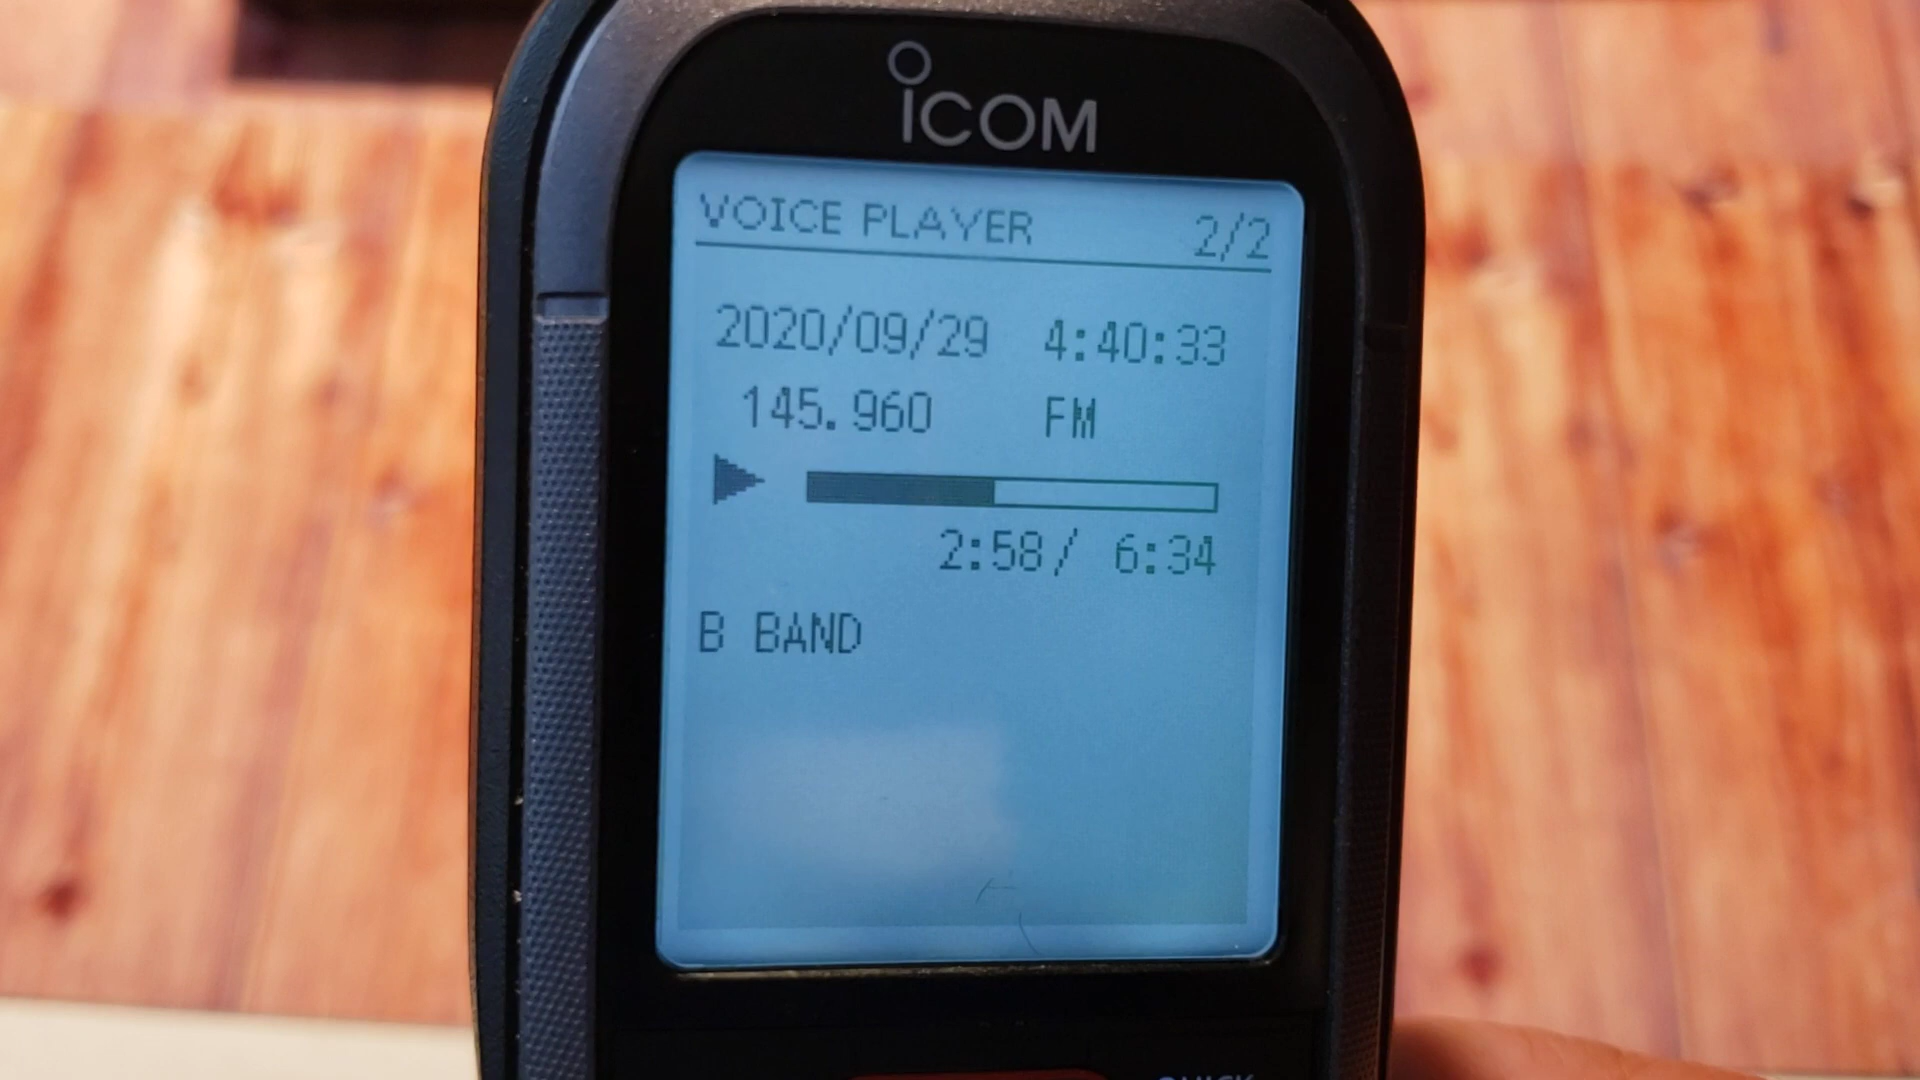 iCOM
VOICE PLAYER 2/2
2020/09/29 4:40:33
145.960 FM
2:58/ 6:34
B BAND
QUICK